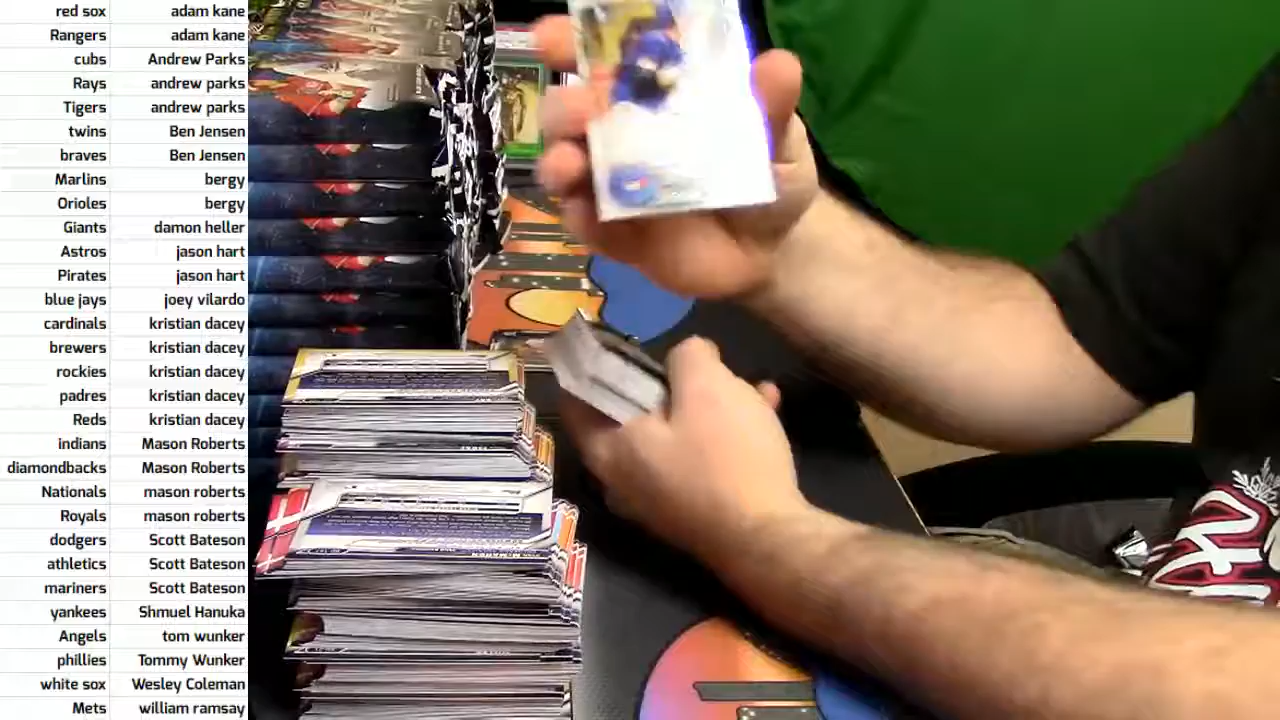 red sox adam kane
Rangers adam kane
cubs Andrew Parks
Rays andrew parks
Tigers andrew parks
twins Ben Jensen
braves Ben Jensen
Marlins bergy
Orioles bergy
Giants damon heller
Astros jason hart
Pirates jason hart
blue jays joey vilardo
cardinals kristian dacey
brewers kristian dacey
rockies kristian dacey
padres kristian dacey
Reds kristian dacey
indians Mason Roberts
diamondbacks Mason Roberts
Nationals mason roberts
Royals mason roberts
dodgers Scott Bateson
athletics Scott Bateson
mariners Scott Bateson
yankees Shmuel Hanuka
Angels tom wunker
phillies Tommy Wunker
white sox Wesley Coleman
Mets william ramsay